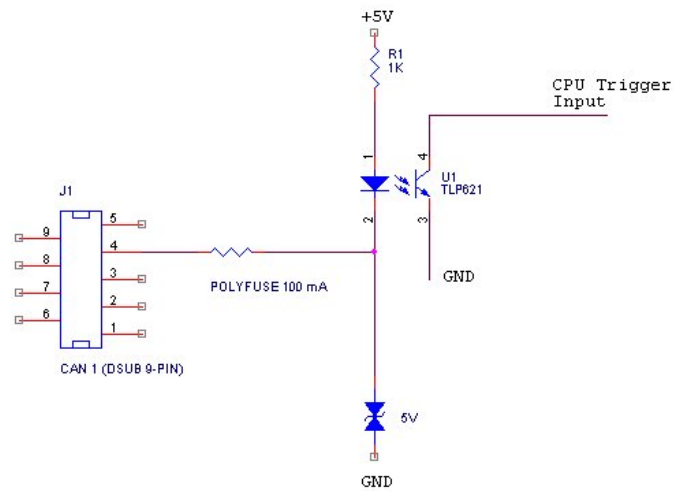 +5V
R1
1K
CPU Trigger
Input
1
4
U1
TLP621
2
3
GND
J1
5
9
4
8
3
7
2
6
1
POLYFUSE 100 mA
CAN 1 (DSUB 9-PIN)
5V
GND